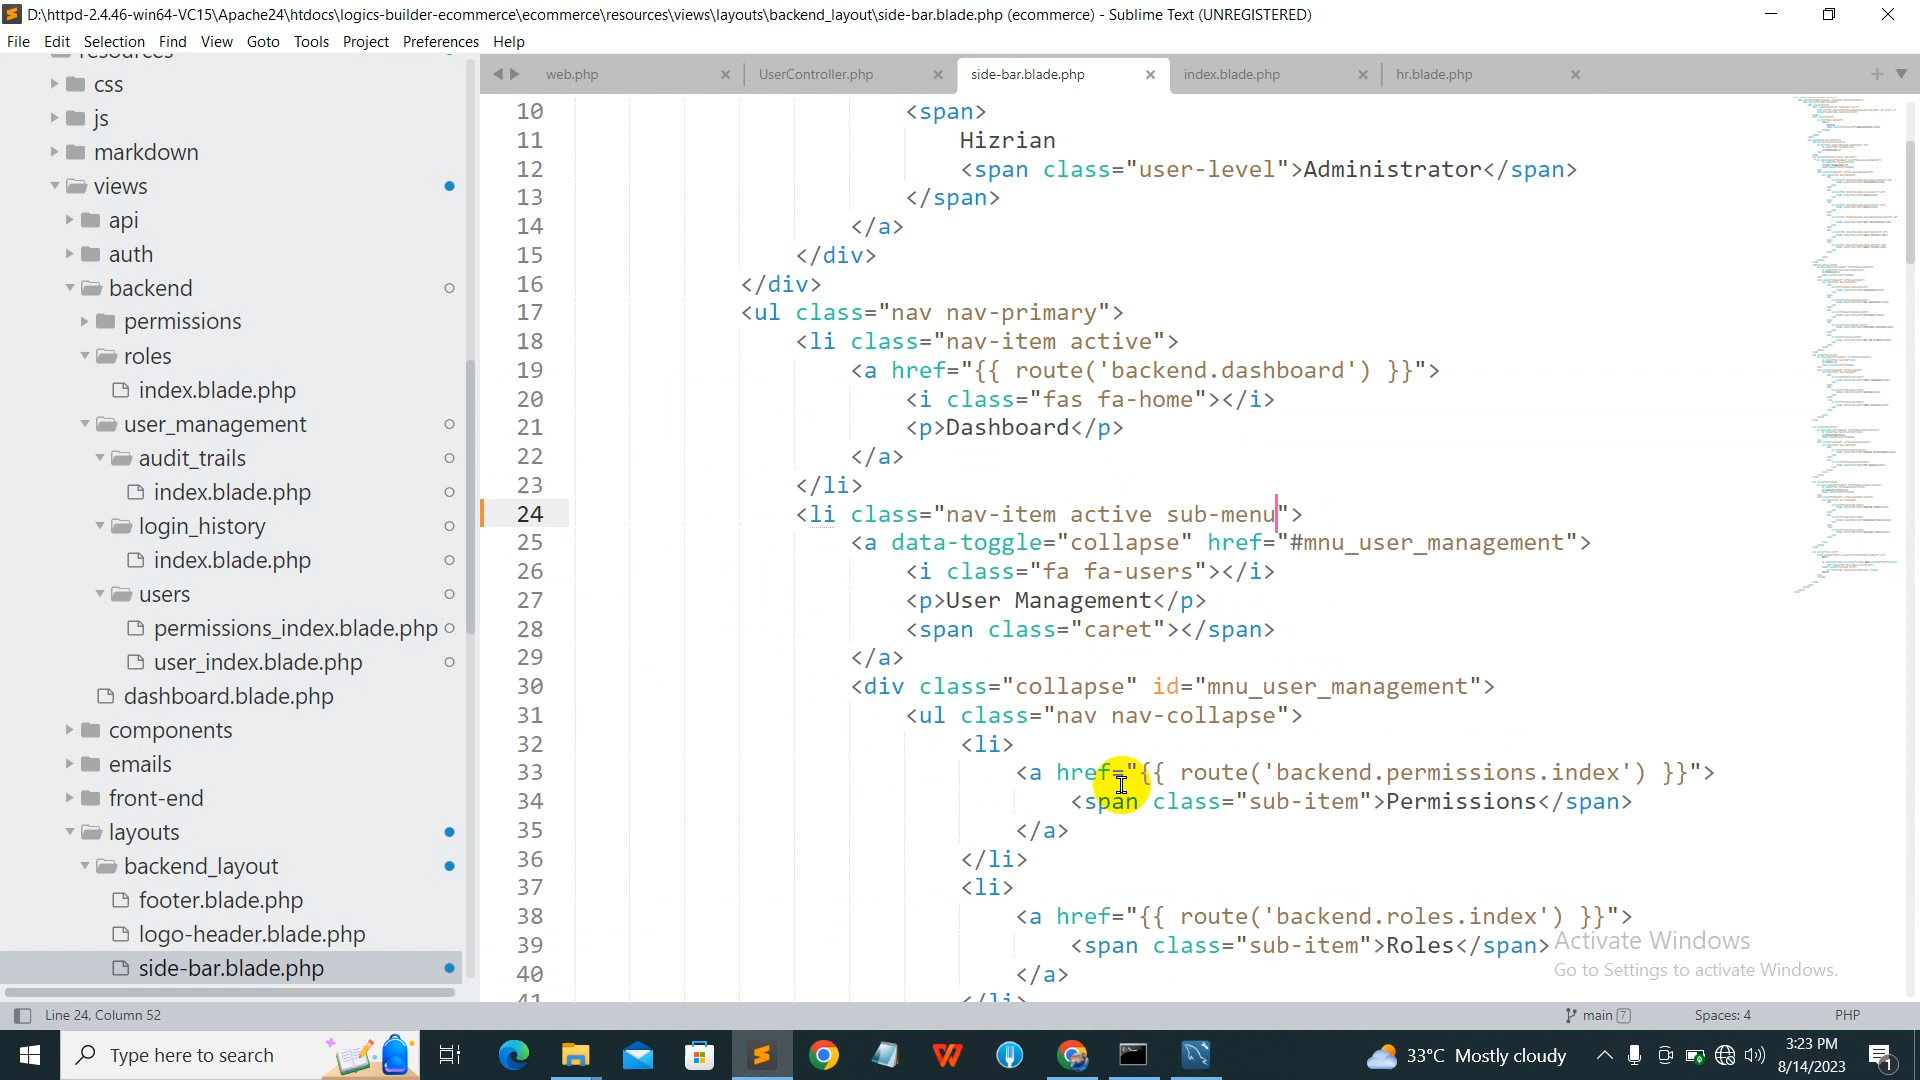 D:\httpd-2.4.46-win64-VC15\Apache24\htdocs\logics-builder-ecommerce\ecommerce\resources\views\layouts\backend_layout\side-bar.blade.php (ecommerce) - Sublime Text (UNREGISTERED)
File Edit Selection Find View Goto Tools Project Preferences Help
resources
css
js
markdown
views
api
auth
backend
permissions
roles
index.blade.php
user_management
audit_trails
index.blade.php
login_history
index.blade.php
users
permissions_index.blade.php
user_index.blade.php
dashboard.blade.php
components
emails
front-end
layouts
backend_layout
footer.blade.php
logo-header.blade.php
side-bar.blade.php
web.php UserController.php side-bar.blade.php index.blade.php hr.blade.php
10 <span>
11 Hizrian
12 <span class="user-level">Administrator</span>
13 </span>
14 </a>
15 </div>
16 </div>
17 <ul class="nav nav-primary">
18 <li class="nav-item active">
19 <a href="{{ route('backend.dashboard') }}">
20 <i class="fas fa-home"></i>
21 <p>Dashboard</p>
22 </a>
23 </li>
24 <li class="nav-item active sub-menu">
25 <a data-toggle="collapse" href="#mnu_user_management">
26 <i class="fa fa-users"></i>
27 <p>User Management</p>
28 <span class="caret"></span>
29 </a>
30 <div class="collapse" id="mnu_user_management">
31 <ul class="nav nav-collapse">
32 <li>
33 <a href="{{ route('backend.permissions.index') }}">
34 <span class="sub-item">Permissions</span>
35 </a>
36 </li>
37 <li>
38 <a href="{{ route('backend.roles.index') }}">
39 <span class="sub-item">Roles</span>
40 </a>
41 </li>
Activate Windows
Go to Settings to activate Windows.
Line 24, Column 52 main 7 Spaces: 4 PHP
Type here to search
33°C Mostly cloudy
3:23 PM
8/14/2023
1